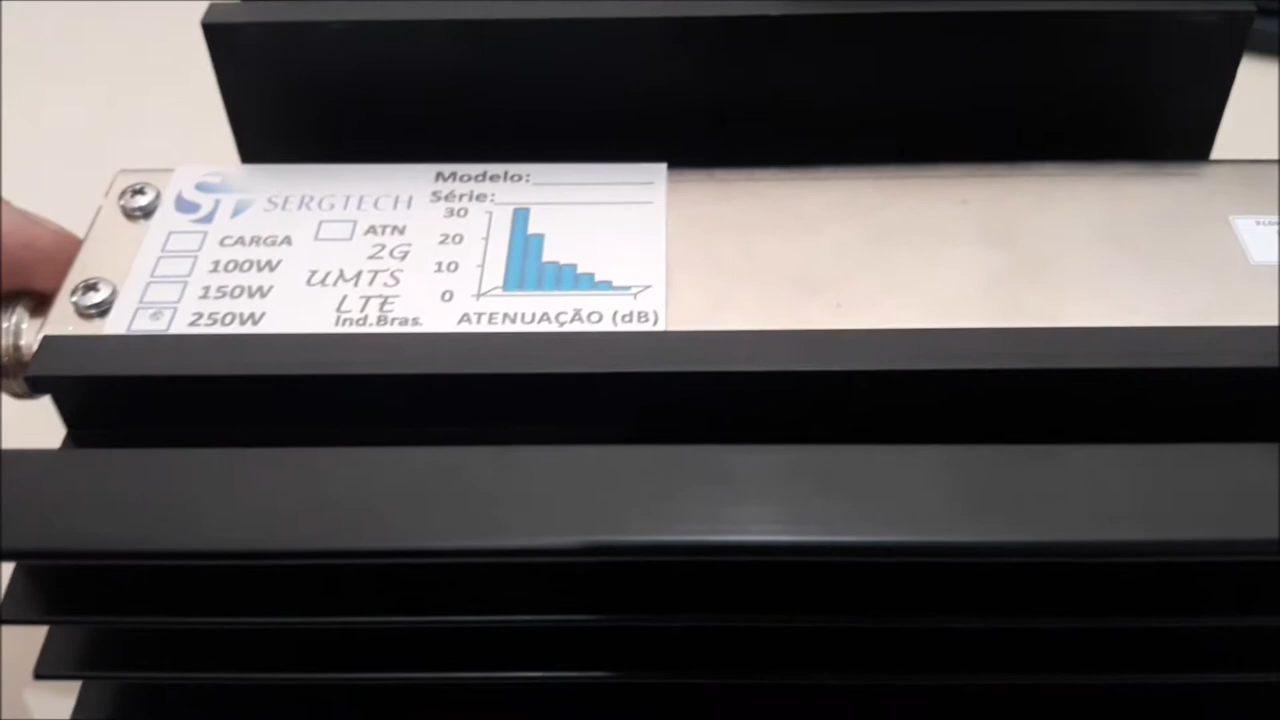 ST SERGTECH
Modelo:
Série:
CARGA
ATN
100W
2G
150W
UMTS
250W
LTE
Ind.Bras.
30
20
10
0
ATENUAÇÃO (dB)